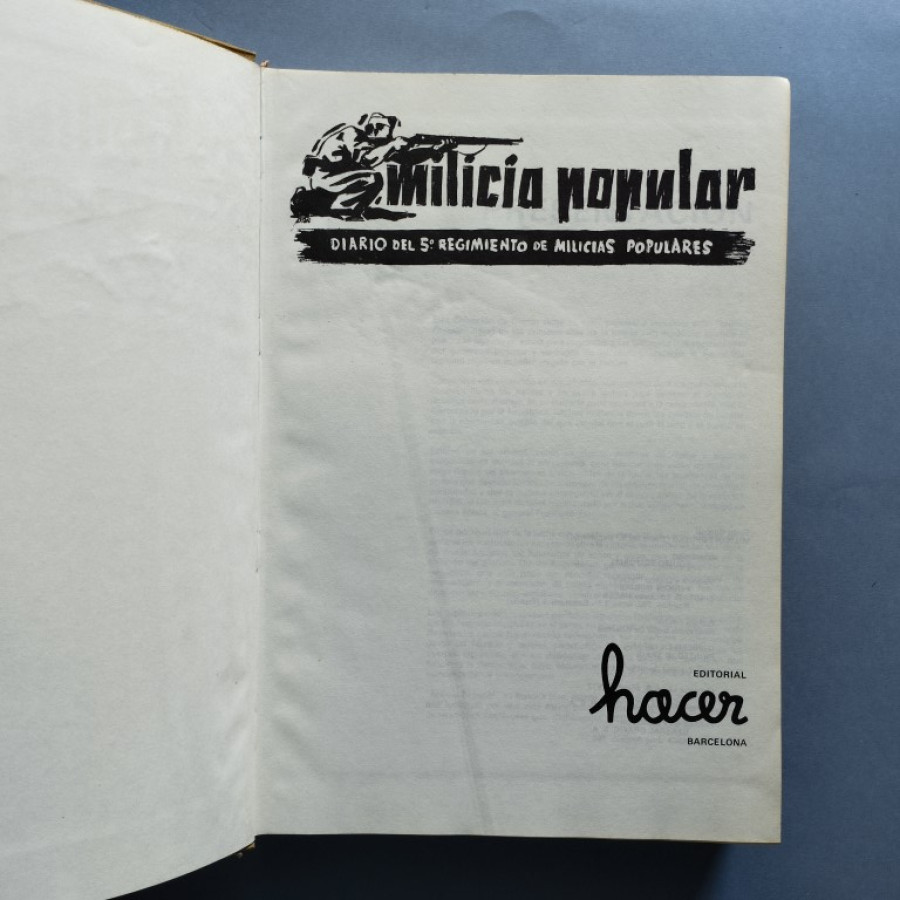 milicia popular
DIARIO DEL 5º REGIMIENTO DE MILICIAS POPULARES
EDITORIAL
hacer
BARCELONA